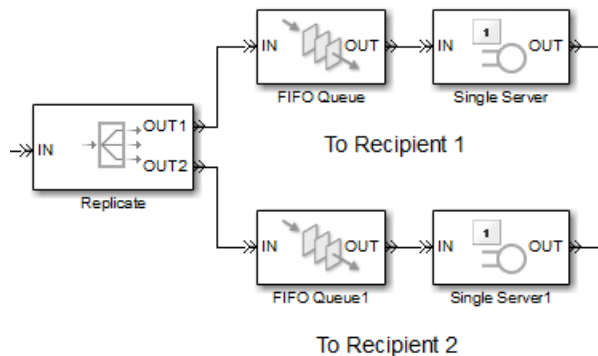 IN OUT
FIFO Queue
IN 1 OUT
Single Server
To Recipient 1
IN OUT1
OUT2
Replicate
IN OUT
FIFO Queue1
IN 1 OUT
Single Server1
To Recipient 2